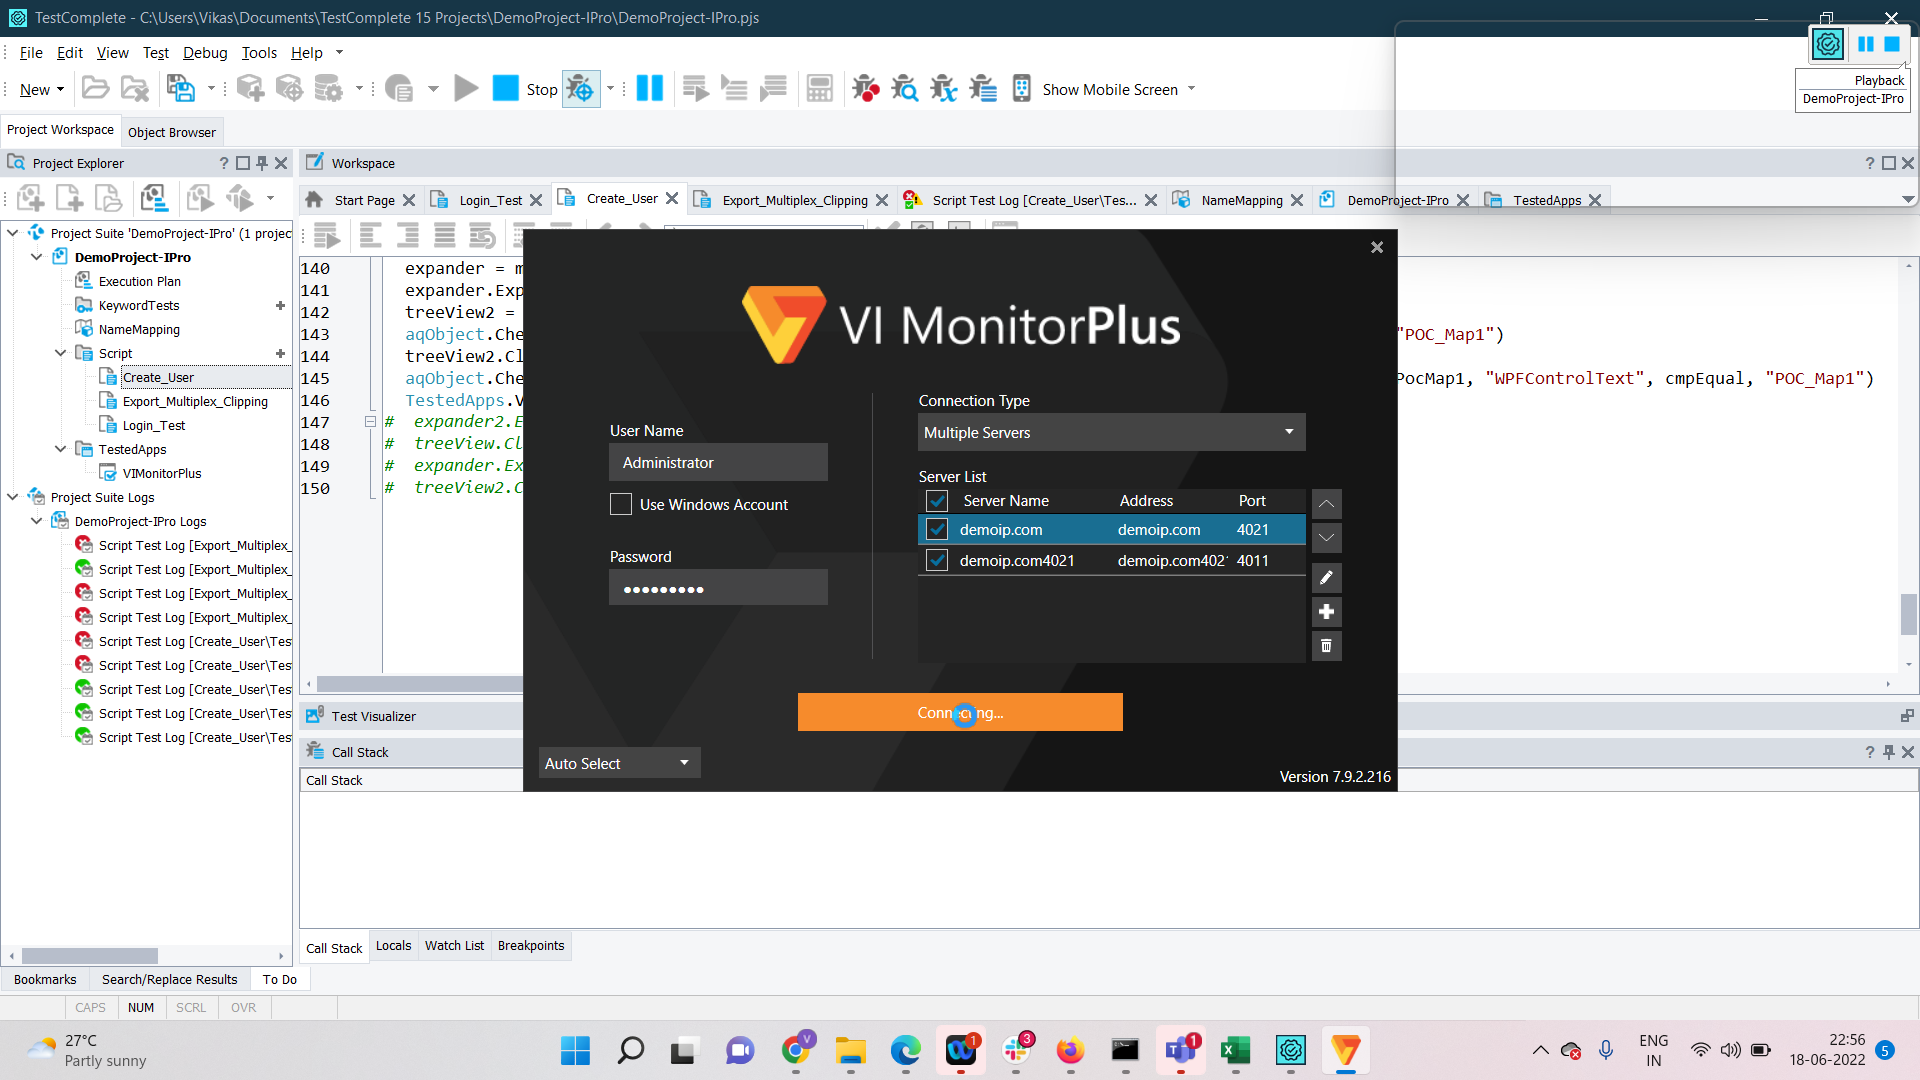 TestComplete - C:\Users\Vikas\Documents\TestComplete 15 Projects\DemoProject-IPro\DemoProject-IPro.pjs
File Edit View Test Debug Tools Help
New Stop Show Mobile Screen
Playback
DemoProject-IPro
Project Workspace Object Browser
Project Explorer ?
Workspace ?
Start Page Login_Test Create_User Export_Multiplex_Clipping Script Test Log [Create_User\Tes... NameMapping DemoProject-IPro TestedApps
Project Suite 'DemoProject-IPro' (1 projec
DemoProject-IPro
Execution Plan
KeywordTests
NameMapping
Script
Create_User
Export_Multiplex_Clipping
Login_Test
TestedApps
VIMonitorPlus
Project Suite Logs
DemoProject-IPro Logs
Script Test Log [Export_Multiplex_
Script Test Log [Export_Multiplex_
Script Test Log [Export_Multiplex_
Script Test Log [Export_Multiplex_
Script Test Log [Create_User\Tes
Script Test Log [Create_User\Tes
Script Test Log [Create_User\Tes
Script Test Log [Create_User\Tes
Script Test Log [Create_User\Tes
140 expander = m
141 expander.Exp
142 treeView2 =
143 aqObject.Che "POC_Map1")
144 treeView2.Cl
145 aqObject.Che PocMap1, "WPFControlText", cmpEqual, "POC_Map1")
146 TestedApps.V
147 # expander2.E
148 # treeView.Cl
149 # expander.Ex
150 # treeView2.C
VI MonitorPlus
User Name
Administrator
Use Windows Account
Password
Connection Type
Multiple Servers
Server List
Server Name Address Port
demoip.com demoip.com 4021
demoip.com4021 demoip.com402 4011
Connecting...
Auto Select
Version 7.9.2.216
Test Visualizer
Call Stack ?
Call Stack
Call Stack Locals Watch List Breakpoints
Bookmarks Search/Replace Results To Do
CAPS NUM SCRL OVR
27°C
Partly sunny
V
1
3
1
ENG
IN
22:56
18-06-2022
5